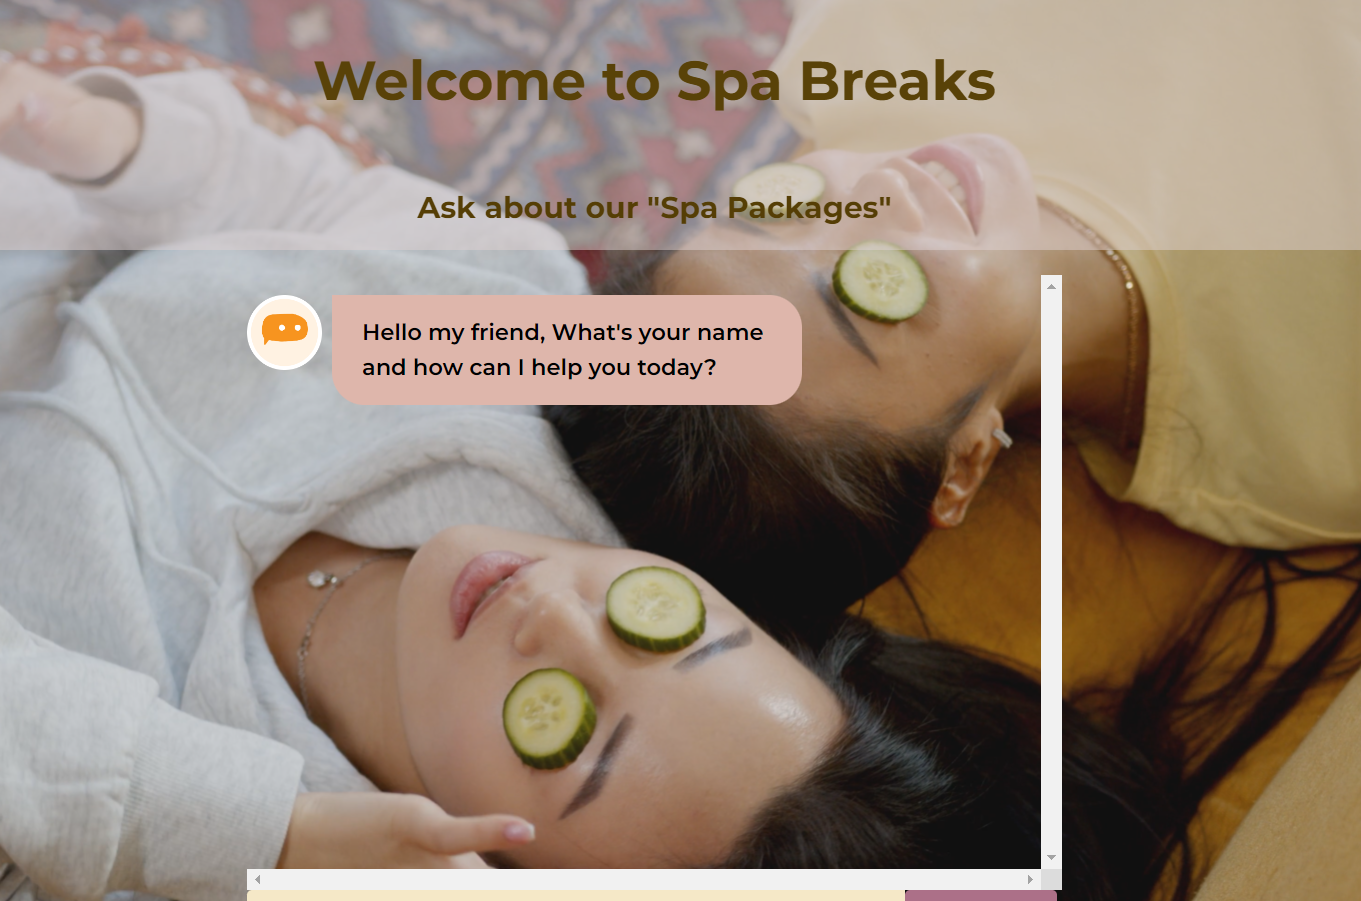 Welcome to Spa Breaks
Ask about our "Spa Packages"
Hello my friend, What's your name
and how can I help you today?